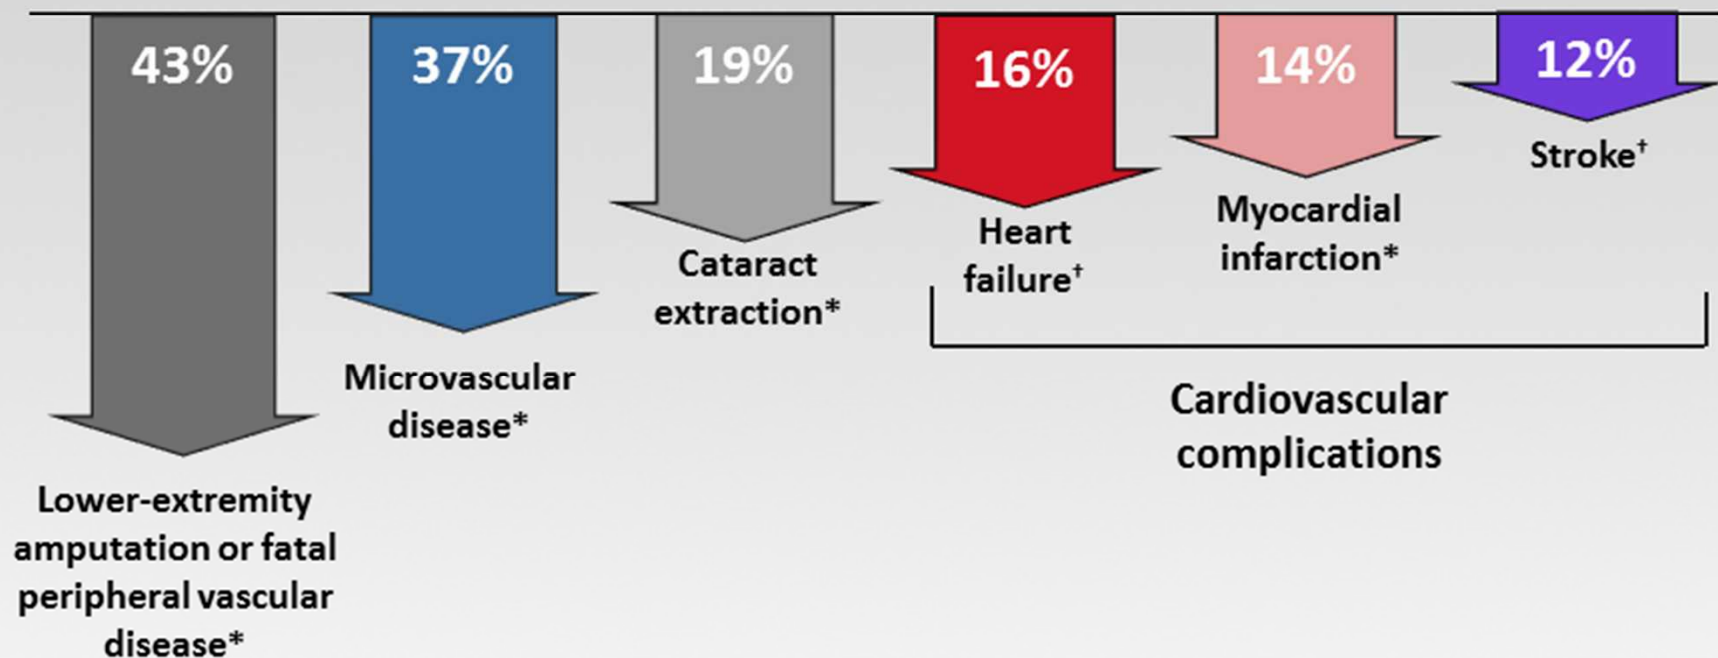 43%
37%
19%
16%
14%
12%
Lower-extremity
amputation or fatal
peripheral vascular
disease*
Microvascular
disease*
Cataract
extraction*
Heart
failure†
Myocardial
infarction*
Stroke†
Cardiovascular
complications